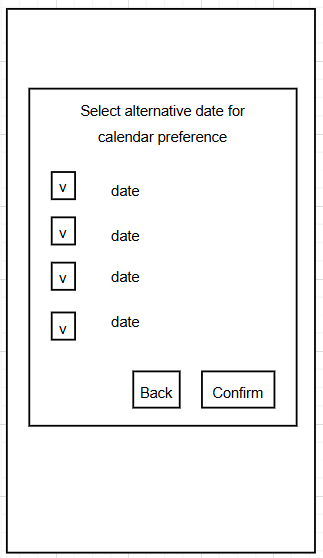 Select alternative date for
calendar preference
v date
v date
v date
v date
Back Confirm